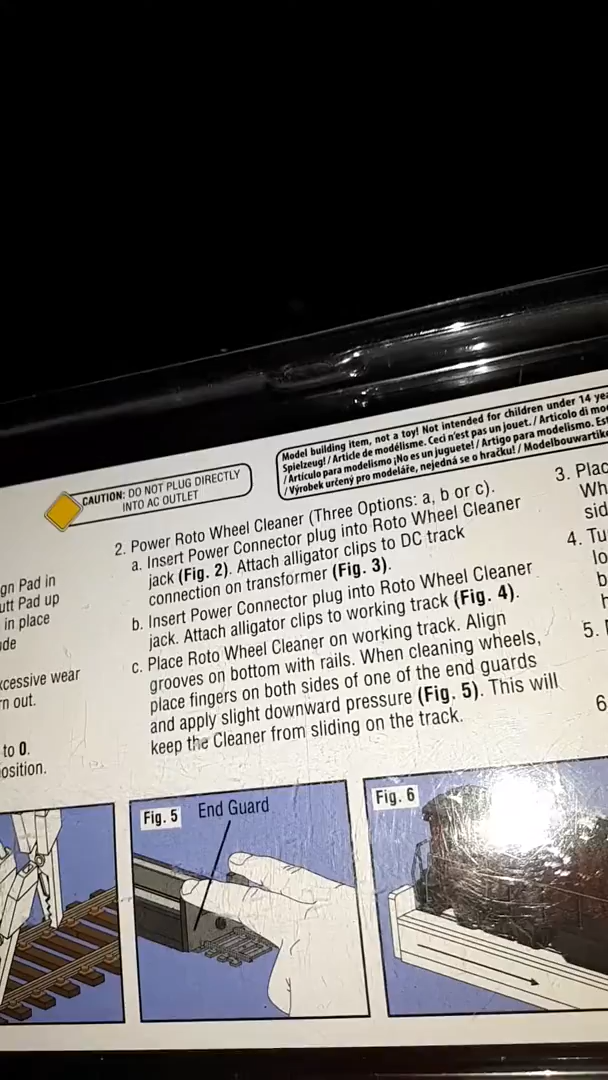 CAUTION: DO NOT PLUG DIRECTLY
INTO AC OUTLET
Model building item, not a toy! Not intended for children under 14
Spielzeug! / Article de modélisme. Ceci n'est pas un jouet. / Articolo di
/ Artículo para modelismo ¡No es un juguete! / Artigo para modelismo.
/ Výrobek určený pro modeláře, nejedná se o hračku! /
gn Pad in
utt Pad up
in place
xcessive wear
rn out.
to 0.
osition.
2. Power Roto Wheel Cleaner (Three Options: a, b or c).
a. Insert Power Connector plug into Roto Wheel Cleaner
jack (Fig. 2). Attach alligator clips to DC track
connection on transformer (Fig. 3).
b. Insert Power Connector plug into Roto Wheel Cleaner
jack. Attach alligator clips to working track (Fig. 4).
c. Place Roto Wheel Cleaner on working track. Align
grooves on bottom with rails. When cleaning wheels,
place fingers on both sides of one of the end guards
and apply slight downward pressure (Fig. 5). This will
keep the Cleaner from sliding on the track.
3. Plac
Wh
sid
4. Tu
lo
b
5.
6
Fig. 5
End Guard
Fig. 6